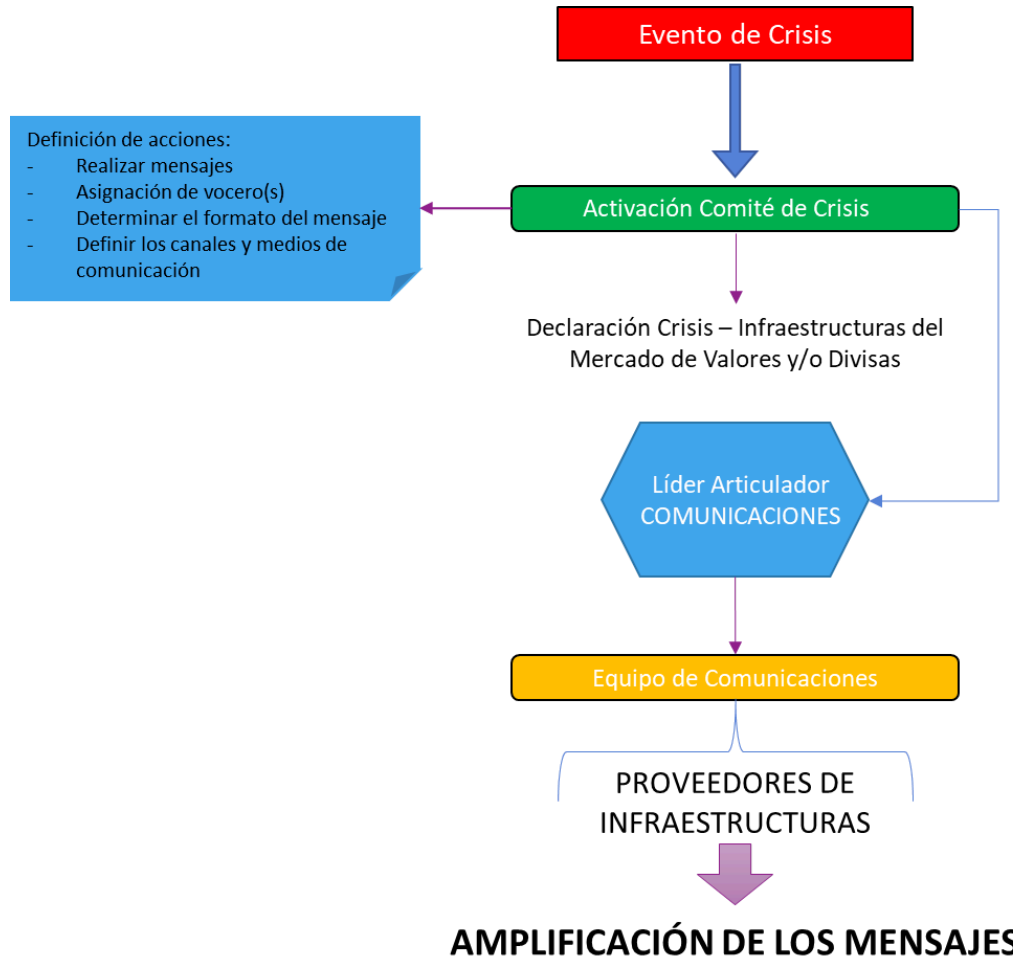 Evento de Crisis
Definición de acciones:
- Realizar mensajes
- Asignación de vocero(s)
- Determinar el formato del mensaje
- Definir los canales y medios de
comunicación
Activación Comité de Crisis
Declaración Crisis – Infraestructuras del
Mercado de Valores y/o Divisas
Líder Articulador
COMUNICACIONES
Equipo de Comunicaciones
PROVEEDORES DE
INFRAESTRUCTURAS
AMPLIFICACIÓN DE LOS MENSAJES